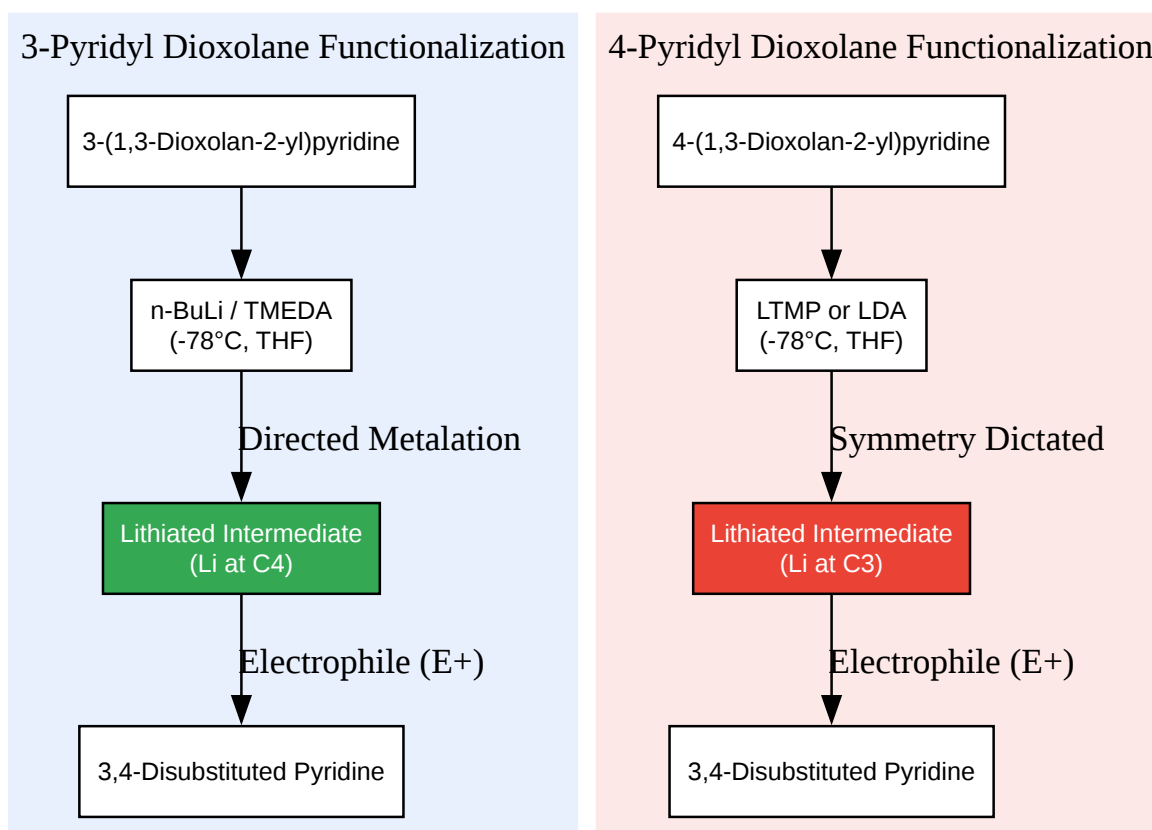 3-Pyridyl Dioxolane Functionalization
3-(1,3-Dioxolan-2-yl)pyridine
n-BuLi / TMEDA
(-78°C, THF)
Directed Metalation
Lithiated Intermediate
(Li at C4)
Electrophile (E+)
3,4-Disubstituted Pyridine
4-Pyridyl Dioxolane Functionalization
4-(1,3-Dioxolan-2-yl)pyridine
LTMP or LDA
(-78°C, THF)
Symmetry Dictated
Lithiated Intermediate
(Li at C3)
Electrophile (E+)
3,4-Disubstituted Pyridine